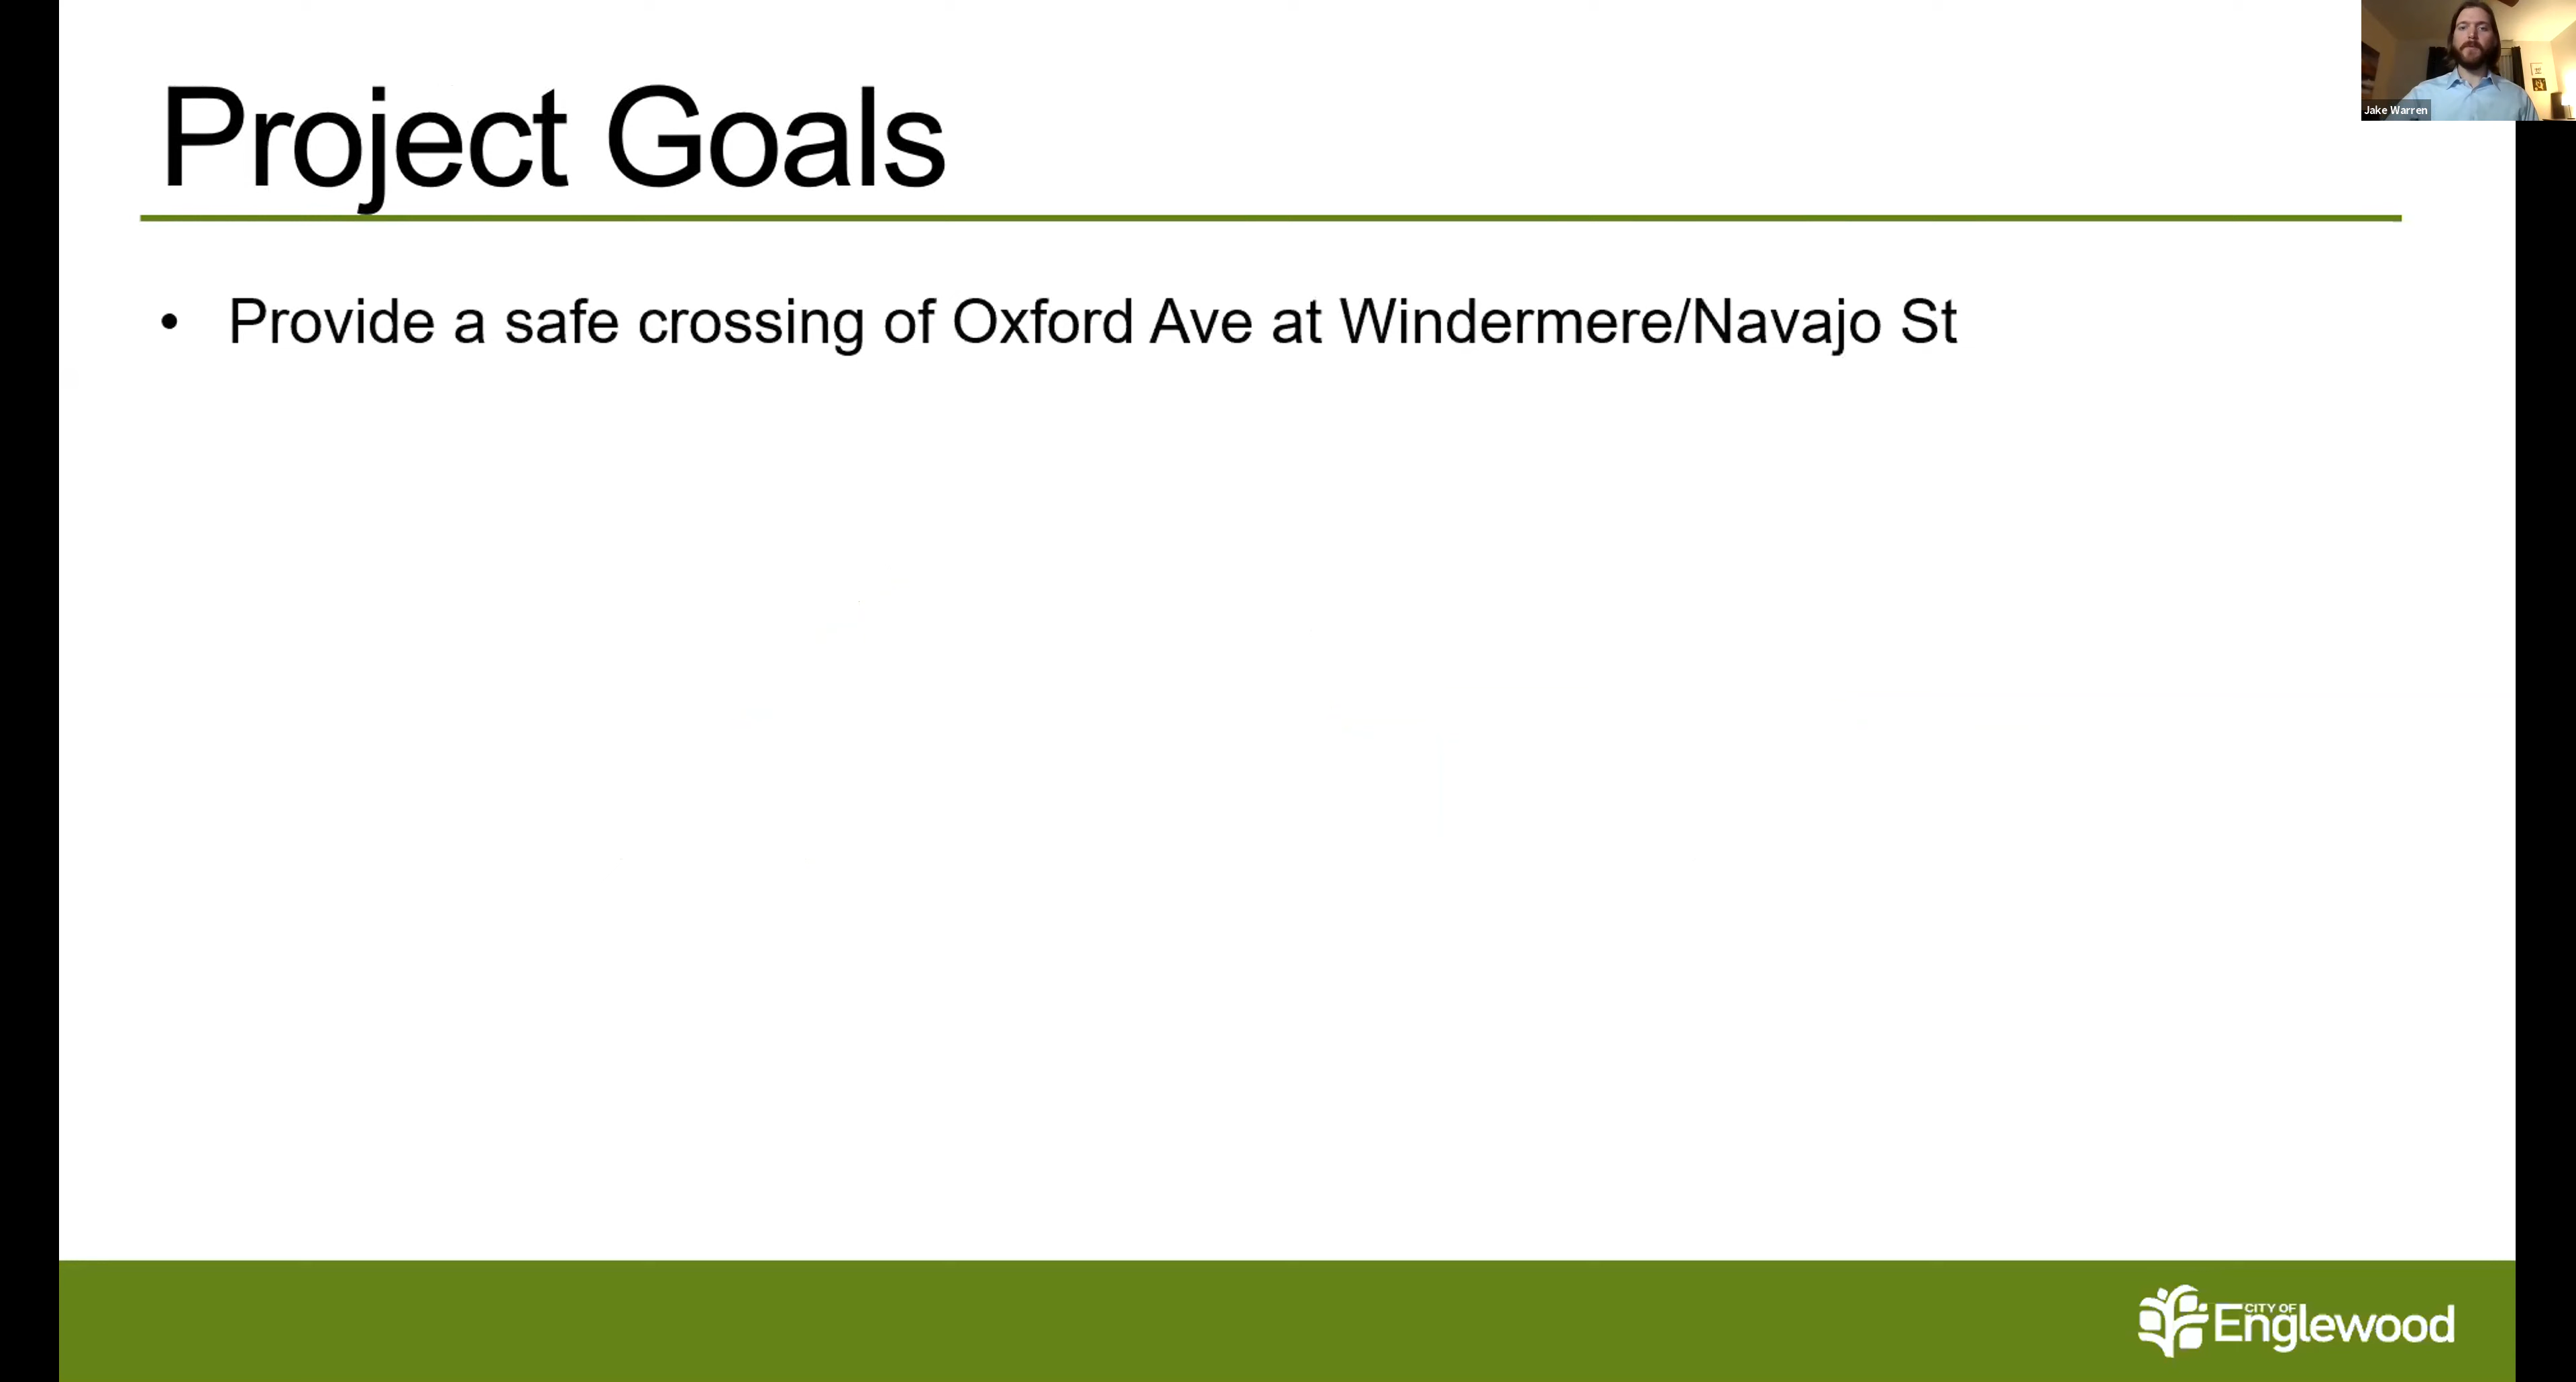 Project Goals
Jake Warren
• Provide a safe crossing of Oxford Ave at Windermere/Navajo St
CITY OF
Englewood